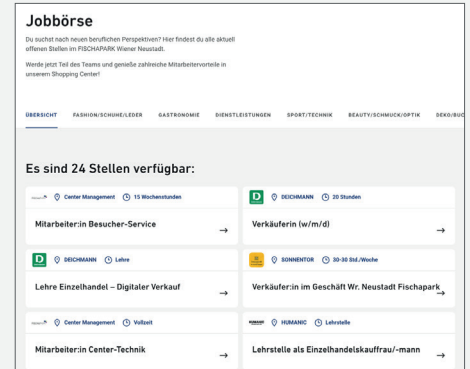 Jobbörse
Du suchst nach neuen beruflichen Perspektiven? Hier findest du alle aktuell
offenen Stellen im FISCHAPARK Wiener Neustadt.
Werde jetzt Teil des Teams und genieße zahlreiche Mitarbeitervorteile in
unserem Shopping Center!
ÜBERSICHT FASHION/SCHUHE/LEDER GASTRONOMIE DIENSTLEISTUNGEN SPORT/TECHNIK BEAUTY/SCHMUCK/OPTIK DEKO/BUC
Es sind 24 Stellen verfügbar:
Center Management 15 Wochenstunden
Mitarbeiter:in Besucher-Service →
D DEICHMANN 20 Stunden
Verkäuferin (w/m/d) →
D DEICHMANN Lehre
Lehre Einzelhandel – Digitaler Verkauf →
SONNENTOR 30-30 Std./Woche
Verkäufer:in im Geschäft Wr. Neustadt Fischapark →
Center Management Vollzeit
Mitarbeiter:in Center-Technik →
HUMANIC HUMANIC Lehrstelle
Lehrstelle als Einzelhandelskauffrau/-mann →